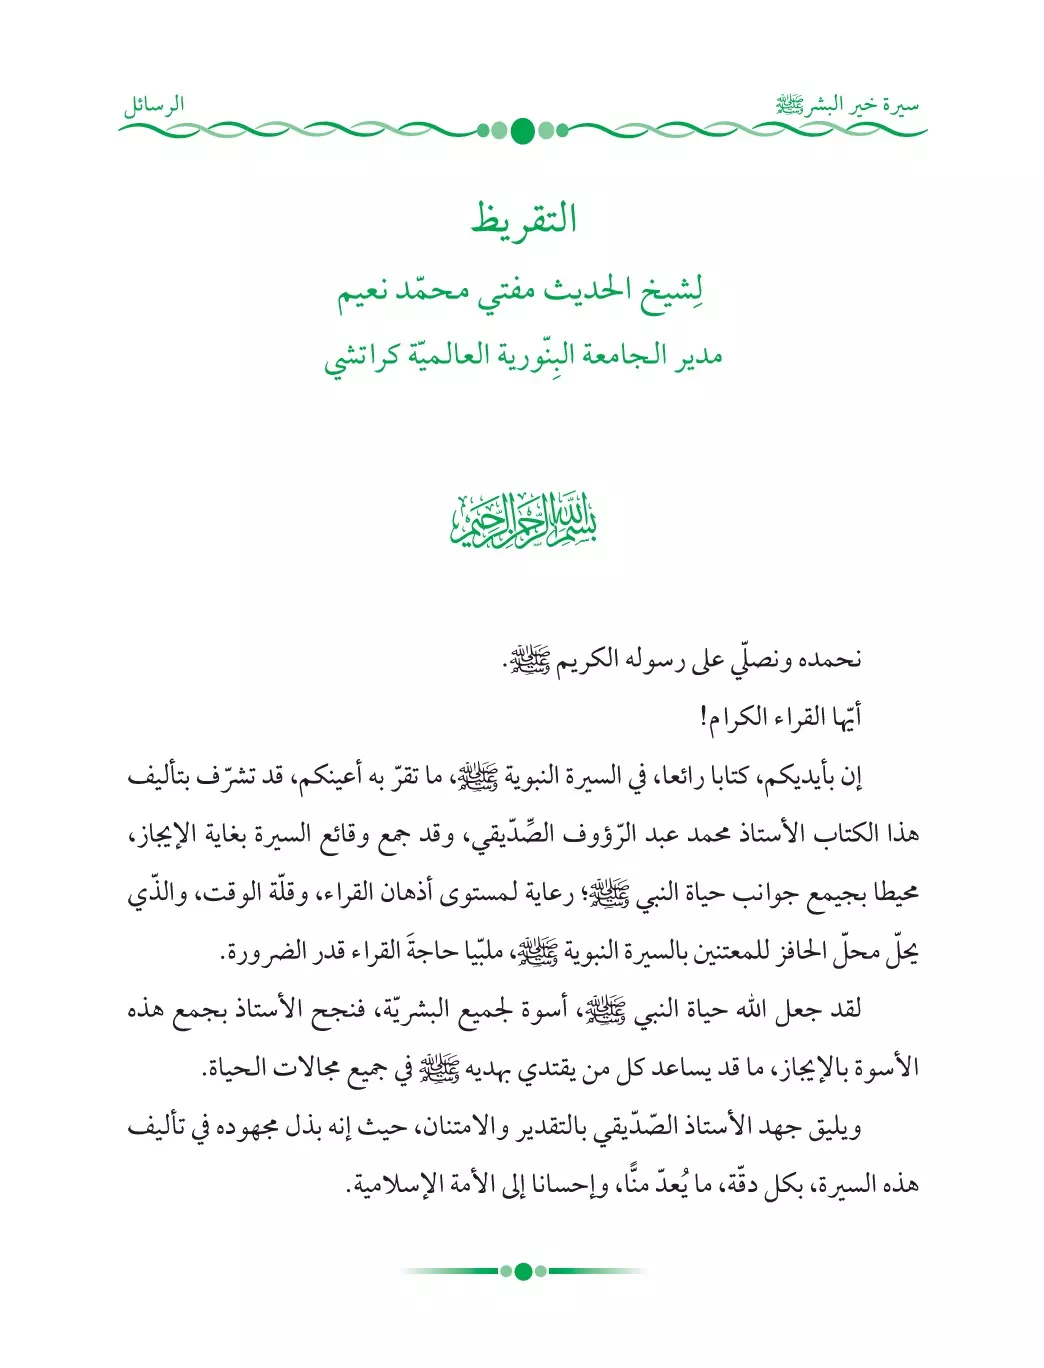 سيرة خير البشر ﷺ
الرسائل
التقريظ
لِشيخ الحديث مفتي محمّد نعيم
مدير الجامعة البِنّورية العالميّة كراتشي
بسم الله الرحمن الرحيم
نحمده ونصلّي على رسوله الكريم ﷺ.
أيّها القراء الكرام!
إن بأيديكم، كتابا رائعا، في السيرة النبوية ﷺ، ما تقرّ به أعينكم، قد تشرّف بتأليف
هذا الكتاب الأستاذ محمد عبد الرّؤوف الصِّدّيقي، وقد جمع وقائع السيرة بغاية الإيجاز،
محيطا بجيمع جوانب حياة النبي ﷺ؛ رعاية لمستوى أذهان القراء، وقلّة الوقت، والذّي
يحلّ محلّ الحافز للمعتنين بالسيرة النبوية ﷺ، ملبّيا حاجةَ القراء قدر الضرورة.
لقد جعل الله حياة النبي ﷺ، أسوة لجميع البشريّة، فنجح الأستاذ بجمع هذه
الأسوة بالإيجاز، ما قد يساعد كل من يقتدي بهديه ﷺ في جميع مجالات الحياة.
ويليق جهد الأستاذ الصّدّيقي بالتقدير والامتنان، حيث إنه بذل مجهوده في تأليف
هذه السيرة، بكل دقّة، ما يُعدّ منًّا، وإحسانا إلى الأمة الإسلامية.